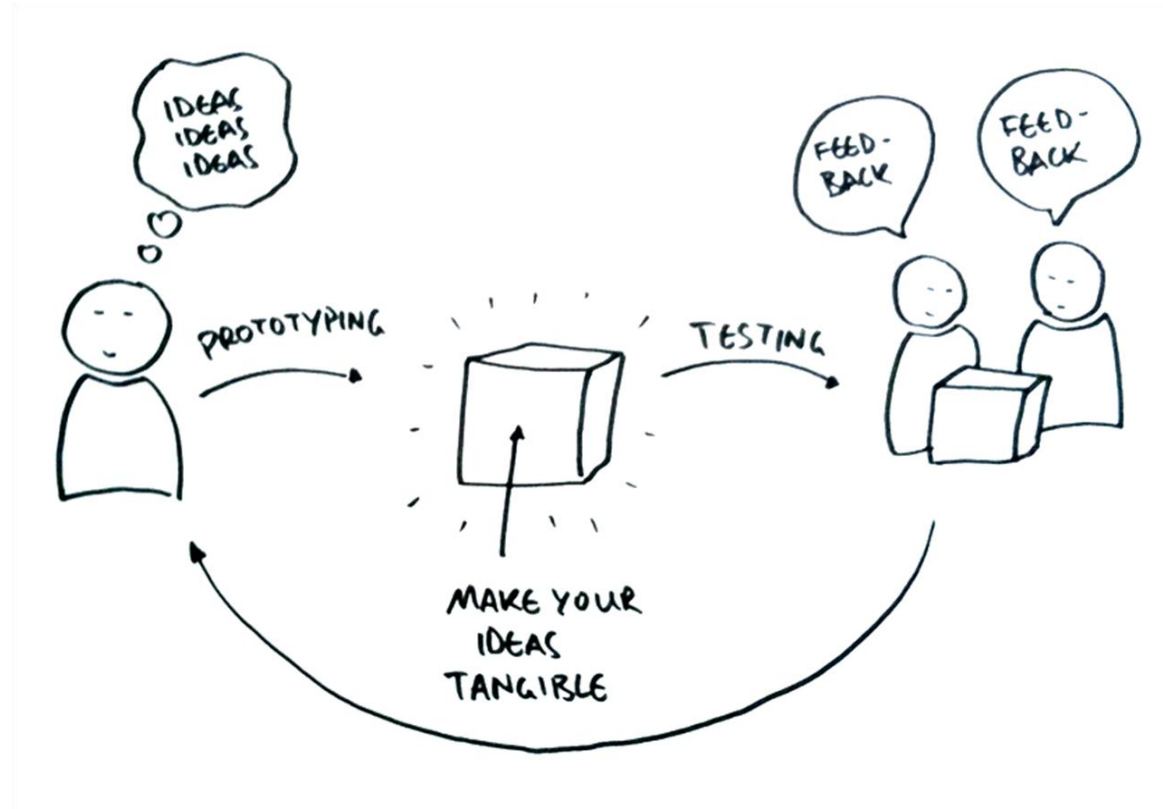 IDEAS
IDEAS
IDEAS
PROTOTYPING
TESTING
FEED-
BACK
FEED-
BACK
MAKE YOUR
IDEAS
TANGIBLE